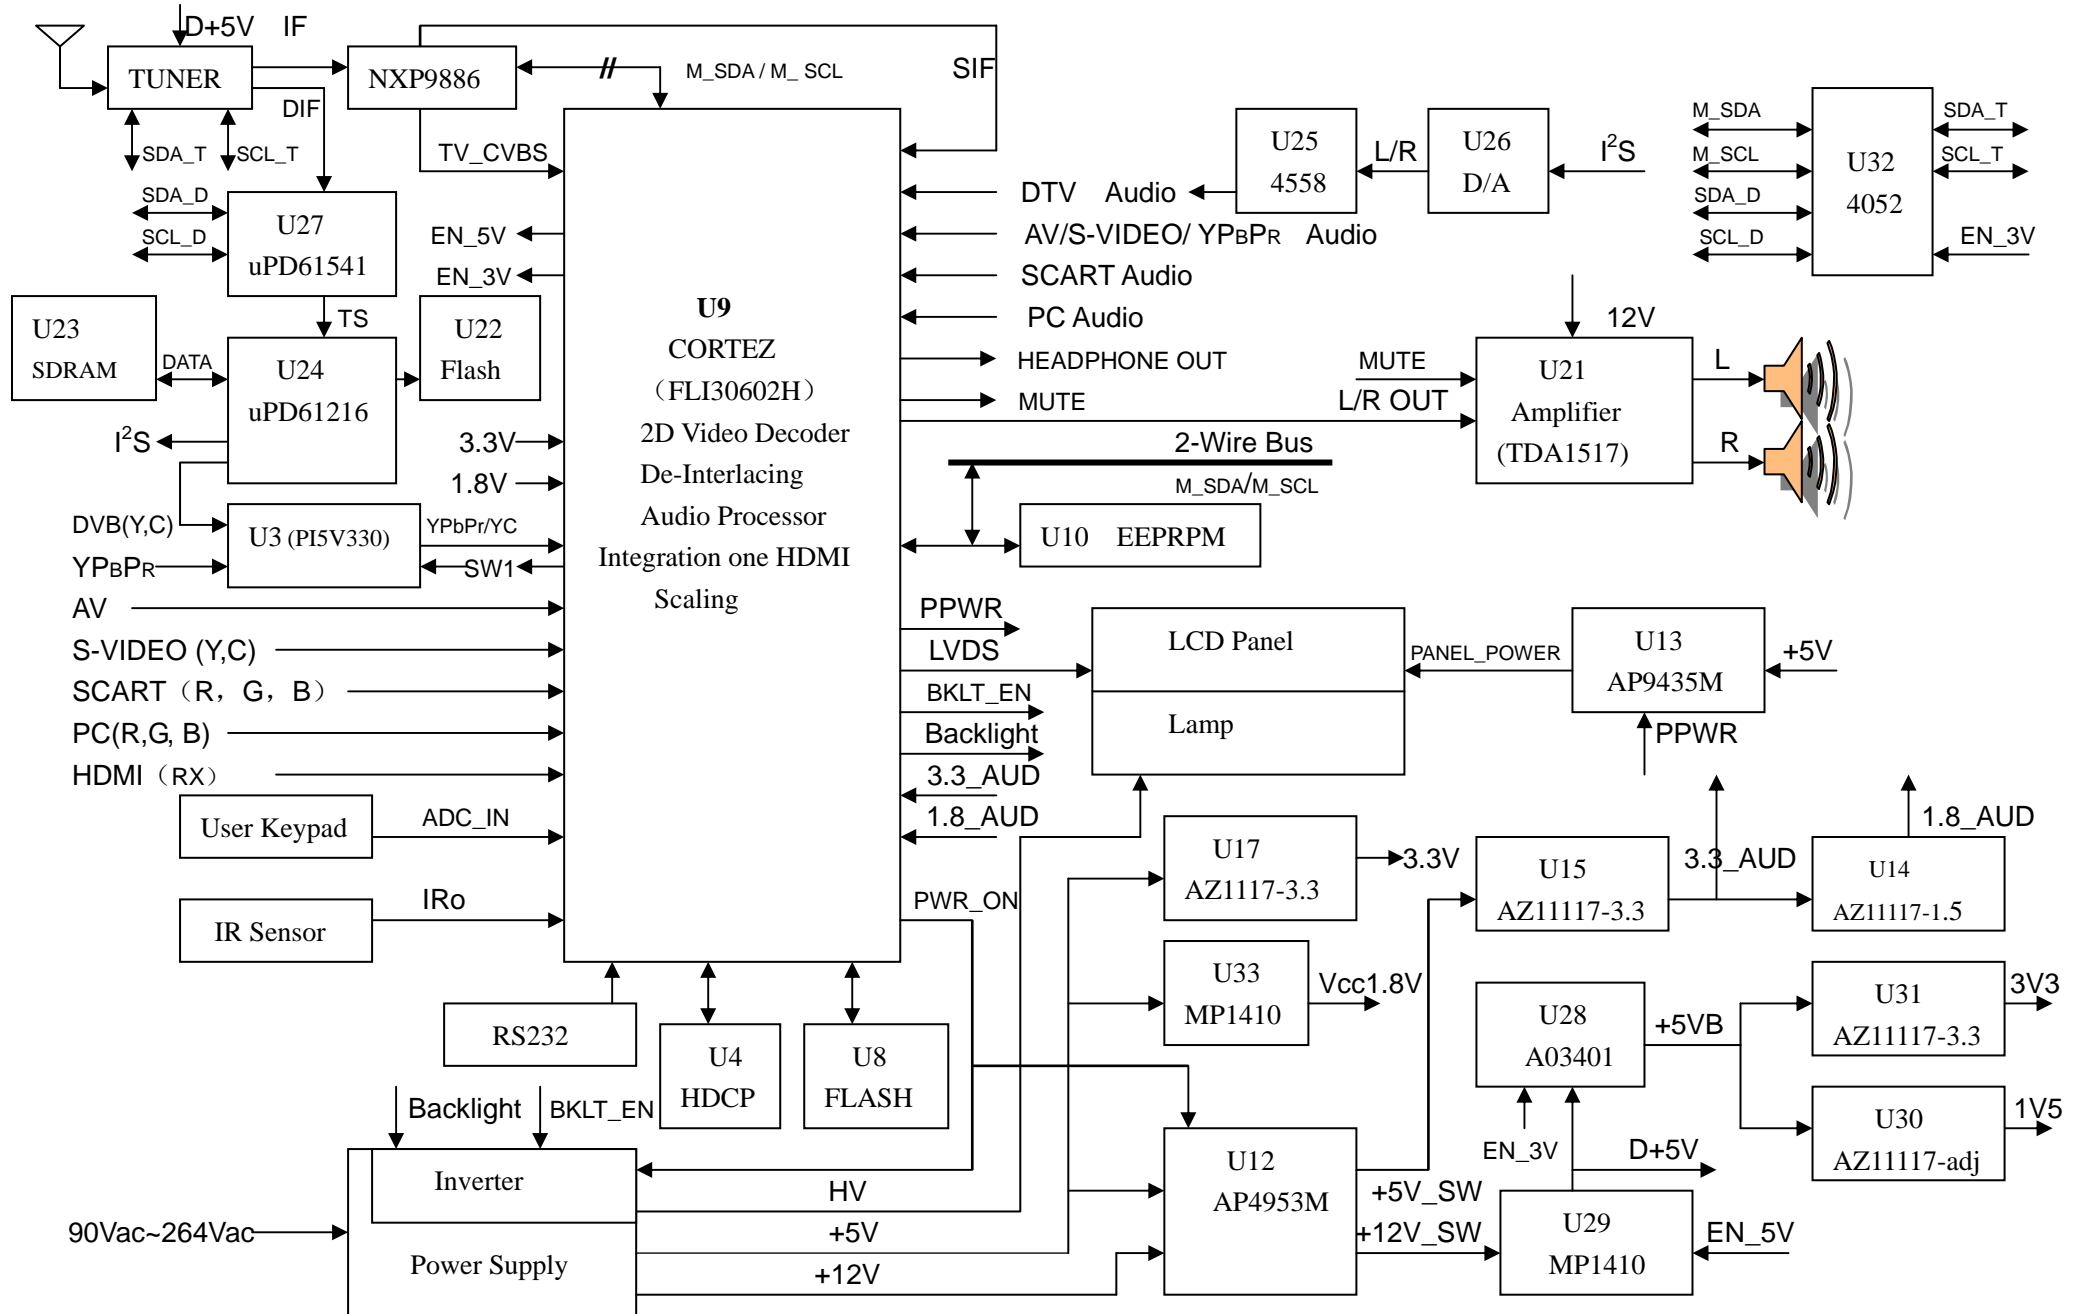 D+5V IF
TUNER
NXP9886
M_SDA / M_ SCL
SIF
DIF
SDA_T
SCL_T
TV_CVBS
U25
4558
L/R
U26
D/A
I²S
M_SDA
M_SCL
SDA_D
SCL_D
U32
4052
SDA_T
SCL_T
EN_3V
SDA_D
SCL_D
U27
uPD61541
EN_5V
EN_3V
DTV Audio
AV/S-VIDEO/ YPBPR Audio
SCART Audio
PC Audio
HEADPHONE OUT
MUTE
TS
U23
SDRAM
DATA
U24
uPD61216
U22
Flash
I²S
3.3V
1.8V
U9
CORTEZ
（FLI30602H）
2D Video Decoder
De-Interlacing
Audio Processor
Integration one HDMI
Scaling
12V
MUTE
L/R OUT
U21
Amplifier
(TDA1517)
L
R
2-Wire Bus
M_SDA/M_SCL
U10 EEPRPM
DVB(Y,C)
U3 (PI5V330)
YPbPr/YC
YPBPR
SW1
AV
S-VIDEO (Y,C)
SCART（R，G，B）
PC(R,G, B)
HDMI（RX）
PPWR
LVDS
BKLT_EN
Backlight
3.3_AUD
1.8_AUD
LCD Panel
Lamp
PANEL_POWER
U13
AP9435M
+5V
PPWR
User Keypad
ADC_IN
IR Sensor
IRo
PWR_ON
U17
AZ1117-3.3
3.3V
U15
AZ11117-3.3
3.3_AUD
1.8_AUD
U14
AZ11117-1.5
U33
MP1410
Vcc1.8V
U28
A03401
+5VB
U31
AZ11117-3.3
3V3
U30
AZ11117-adj
1V5
RS232
U4
HDCP
U8
FLASH
Backlight
BKLT_EN
EN_3V
D+5V
Inverter
HV
U12
AP4953M
+5V_SW
+12V_SW
U29
MP1410
EN_5V
90Vac~264Vac
Power Supply
+5V
+12V